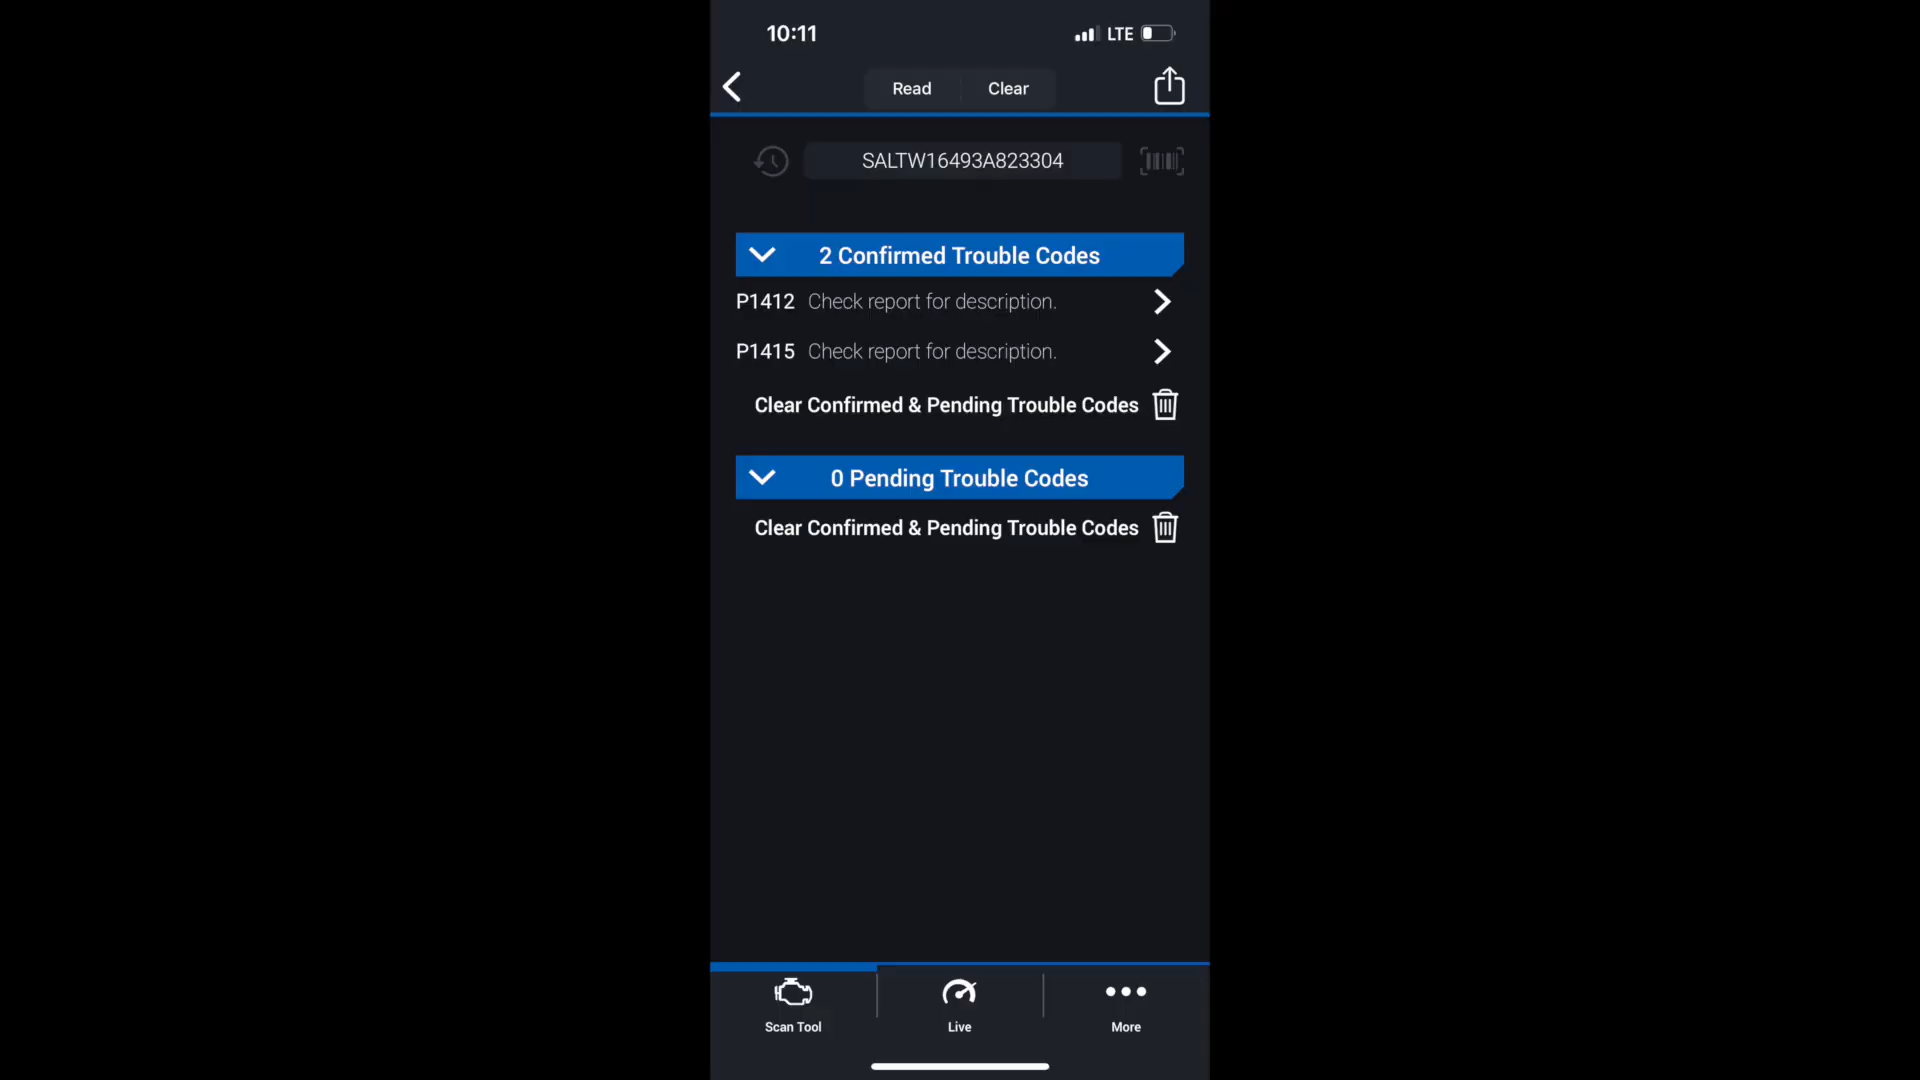 10:11
LTE
Read
Clear
SALTW16493A823304
2 Confirmed Trouble Codes
P1412 Check report for description.
P1415 Check report for description.
Clear Confirmed & Pending Trouble Codes
0 Pending Trouble Codes
Clear Confirmed & Pending Trouble Codes
Scan Tool
Live
More